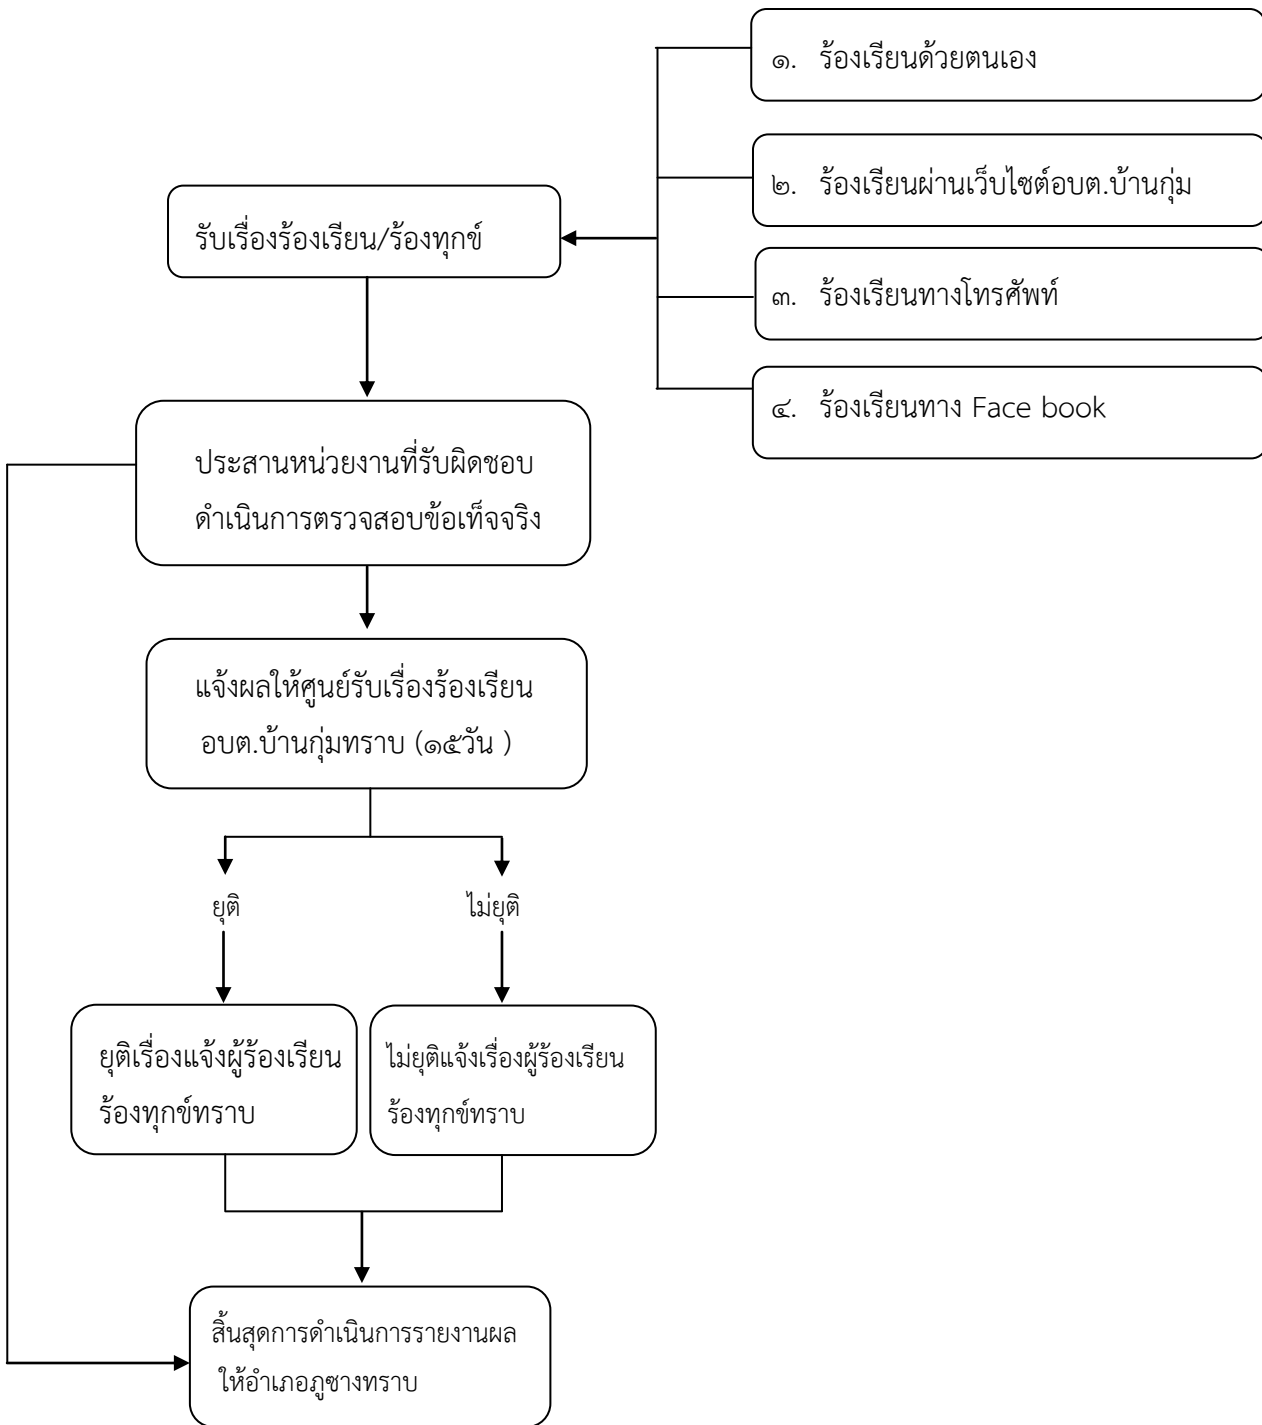 ๑. ร้องเรียนด้วยตนเอง
๒. ร้องเรียนผ่านเว็บไซต์อบต.บ้านกุ่ม
รับเรื่องร้องเรียน/ร้องทุกข์
๓. ร้องเรียนทางโทรศัพท์
๔. ร้องเรียนทาง Face book
ประสานหน่วยงานที่รับผิดชอบ
ดำเนินการตรวจสอบข้อเท็จจริง
แจ้งผลให้ศูนย์รับเรื่องร้องเรียน
อบต.บ้านกุ่มทราบ (๑๕วัน )
ยุติ
ไม่ยุติ
ยุติเรื่องแจ้งผู้ร้องเรียน
ร้องทุกข์ทราบ
ไม่ยุติแจ้งเรื่องผู้ร้องเรียน
ร้องทุกข์ทราบ
สิ้นสุดการดำเนินการรายงานผล
ให้อำเภอภูซางทราบ